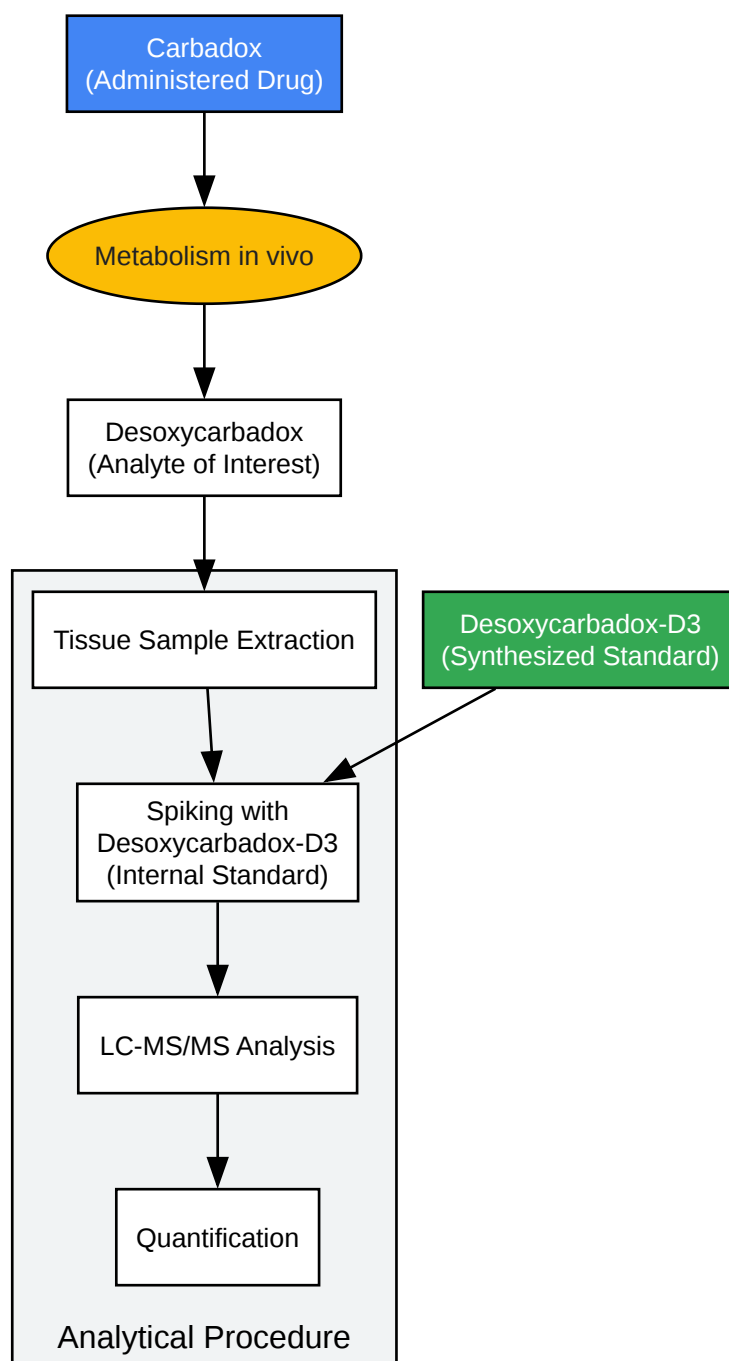 Carbadox
(Administered Drug)
Metabolism in vivo
Desoxycarbadox
(Analyte of Interest)
Tissue Sample Extraction
Desoxycarbadox-D3
(Synthesized Standard)
Spiking with
Desoxycarbadox-D3
(Internal Standard)
LC-MS/MS Analysis
Quantification
Analytical Procedure